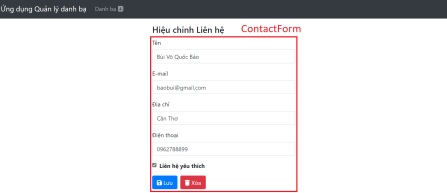 Ứng dụng Quản lý danh bạ Danh bạ
Hiệu chỉnh Liên hệ ContactForm
Tên
Bùi Võ Quốc Bảo
E-mail
baobui@gmail.com
Địa chỉ
Cần Thơ
Điện thoại
0962788899
Liên hệ yêu thích
Lưu Xóa